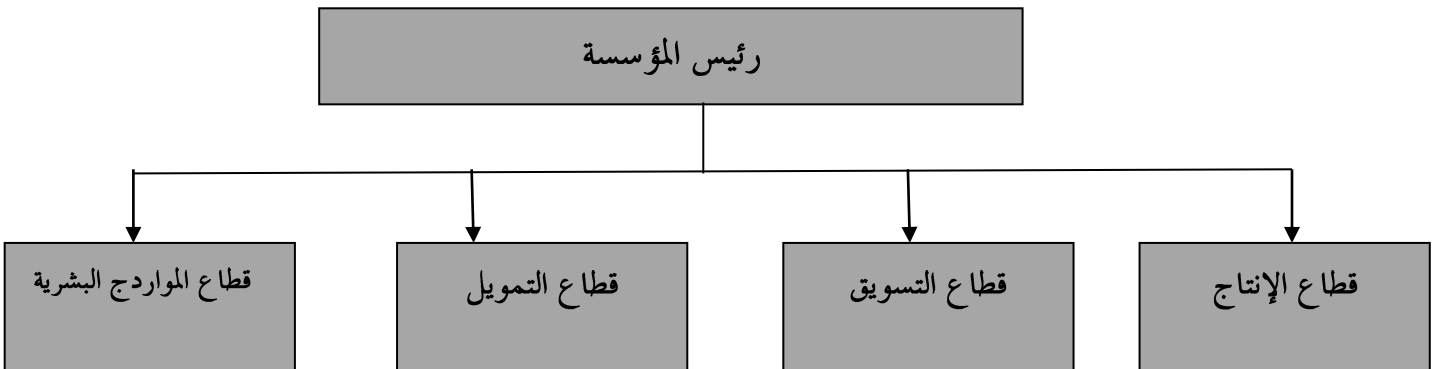 رئيس المؤسسة
قطاع الإنتاج
قطاع التسويق
قطاع التمويل
قطاع المواردج البشرية